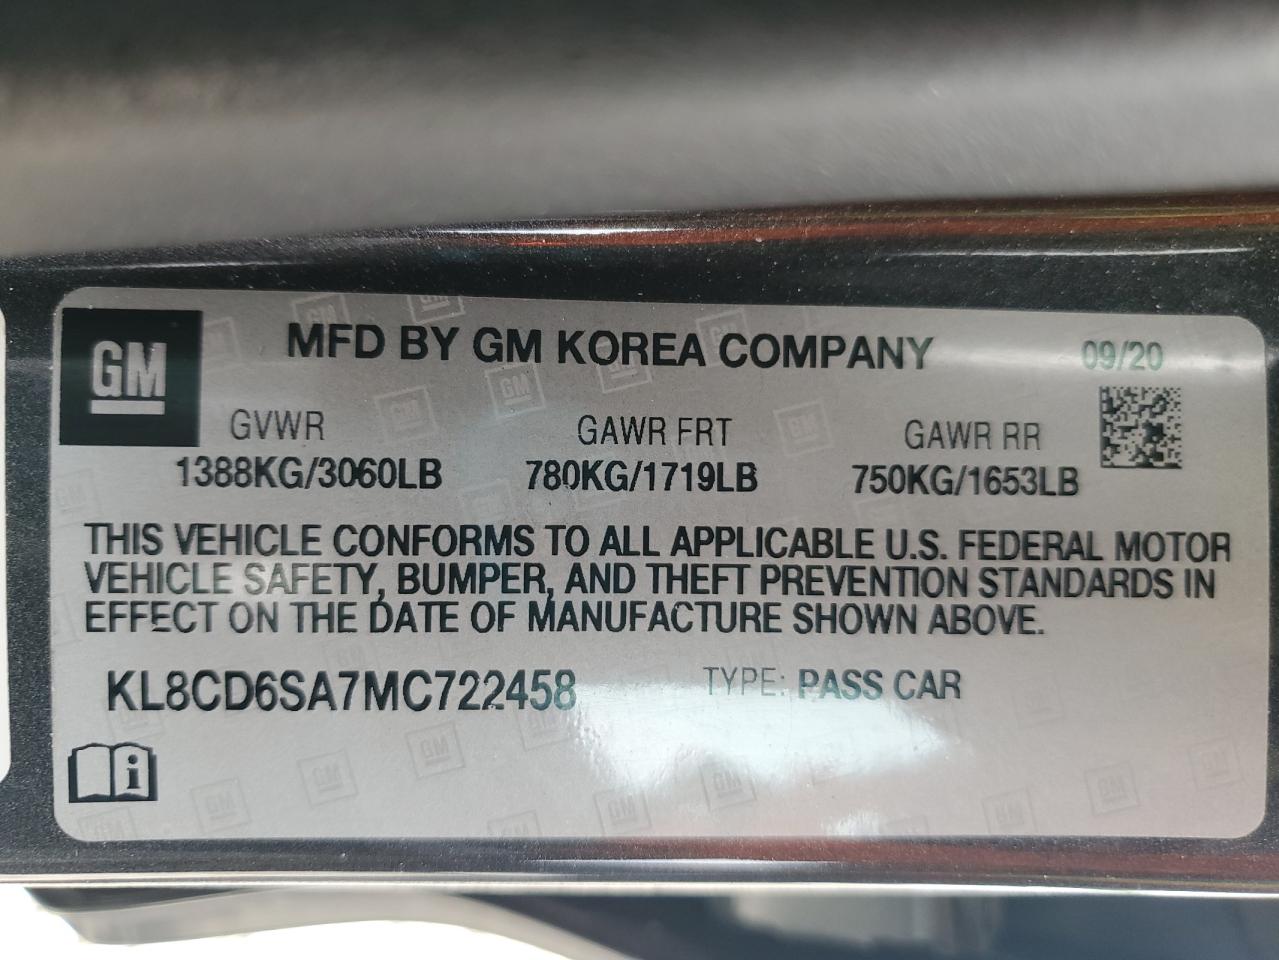 GM
MFD BY GM KOREA COMPANY 09/20
GVWR GAWR FRT GAWR RR
1388KG/3060LB 780KG/1719LB 750KG/1653LB
THIS VEHICLE CONFORMS TO ALL APPLICABLE U.S. FEDERAL MOTOR
VEHICLE SAFETY, BUMPER, AND THEFT PREVENTION STANDARDS IN
EFFECT ON THE DATE OF MANUFACTURE SHOWN ABOVE.
KL8CD6SA7MC722458 TYPE: PASS CAR